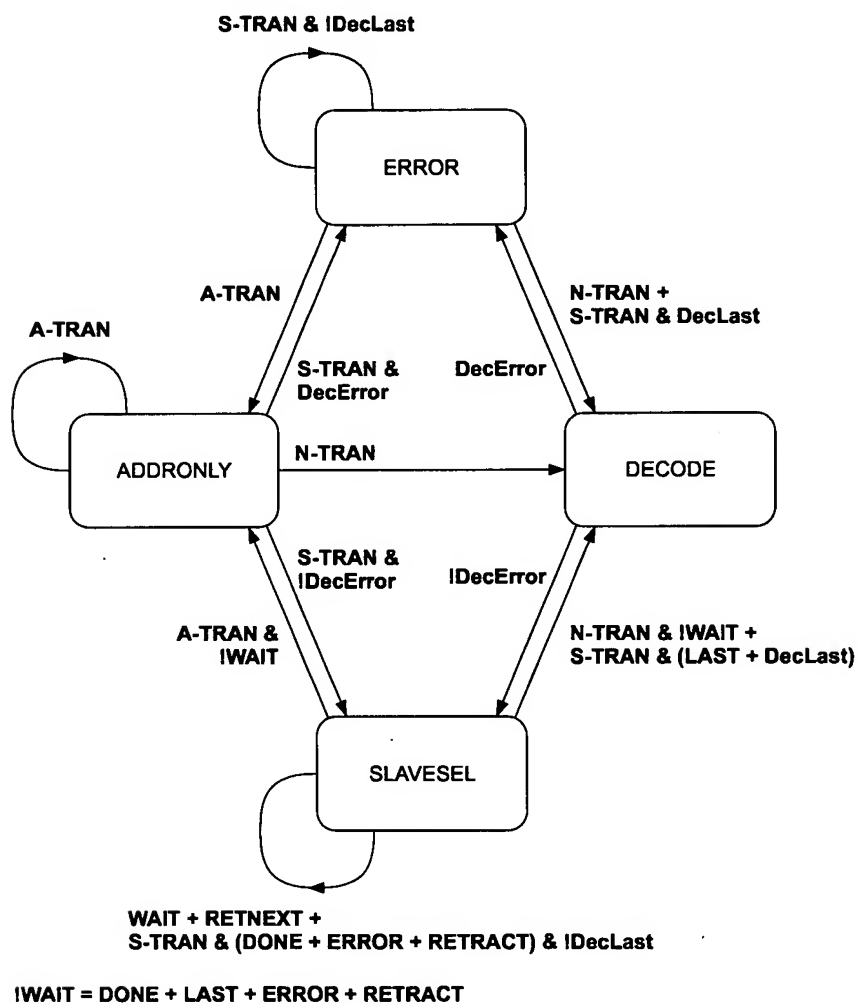 S-TRAN & !DecLast
ERROR
A-TRAN
N-TRAN +
S-TRAN & DecLast
A-TRAN
S-TRAN &
DecError
DecError
ADDRONLY
N-TRAN
DECODE
S-TRAN &
!DecError
!DecError
A-TRAN &
!WAIT
N-TRAN & !WAIT +
S-TRAN & (LAST + DecLast)
SLAVESEL
WAIT + RETNEXT +
S-TRAN & (DONE + ERROR + RETRACT) & !DecLast
!WAIT = DONE + LAST + ERROR + RETRACT